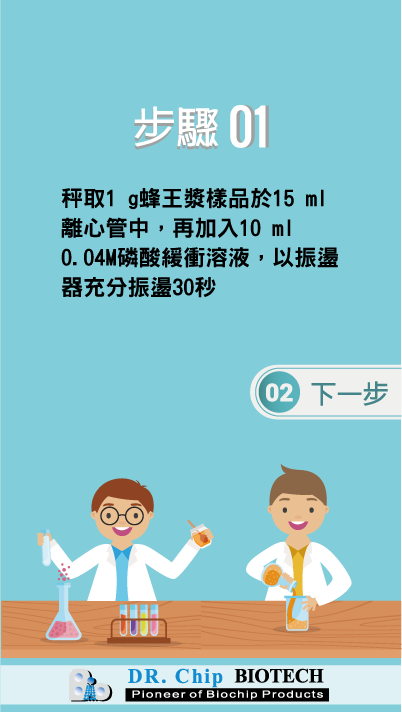 步驟 01
秤取1 g蜂王漿樣品於15 ml
離心管中，再加入10 ml
0.04M磷酸緩衝溶液，以振盪
器充分振盪30秒
02 下一步
DR. Chip BIOTECH
Pioneer of Biochip Products